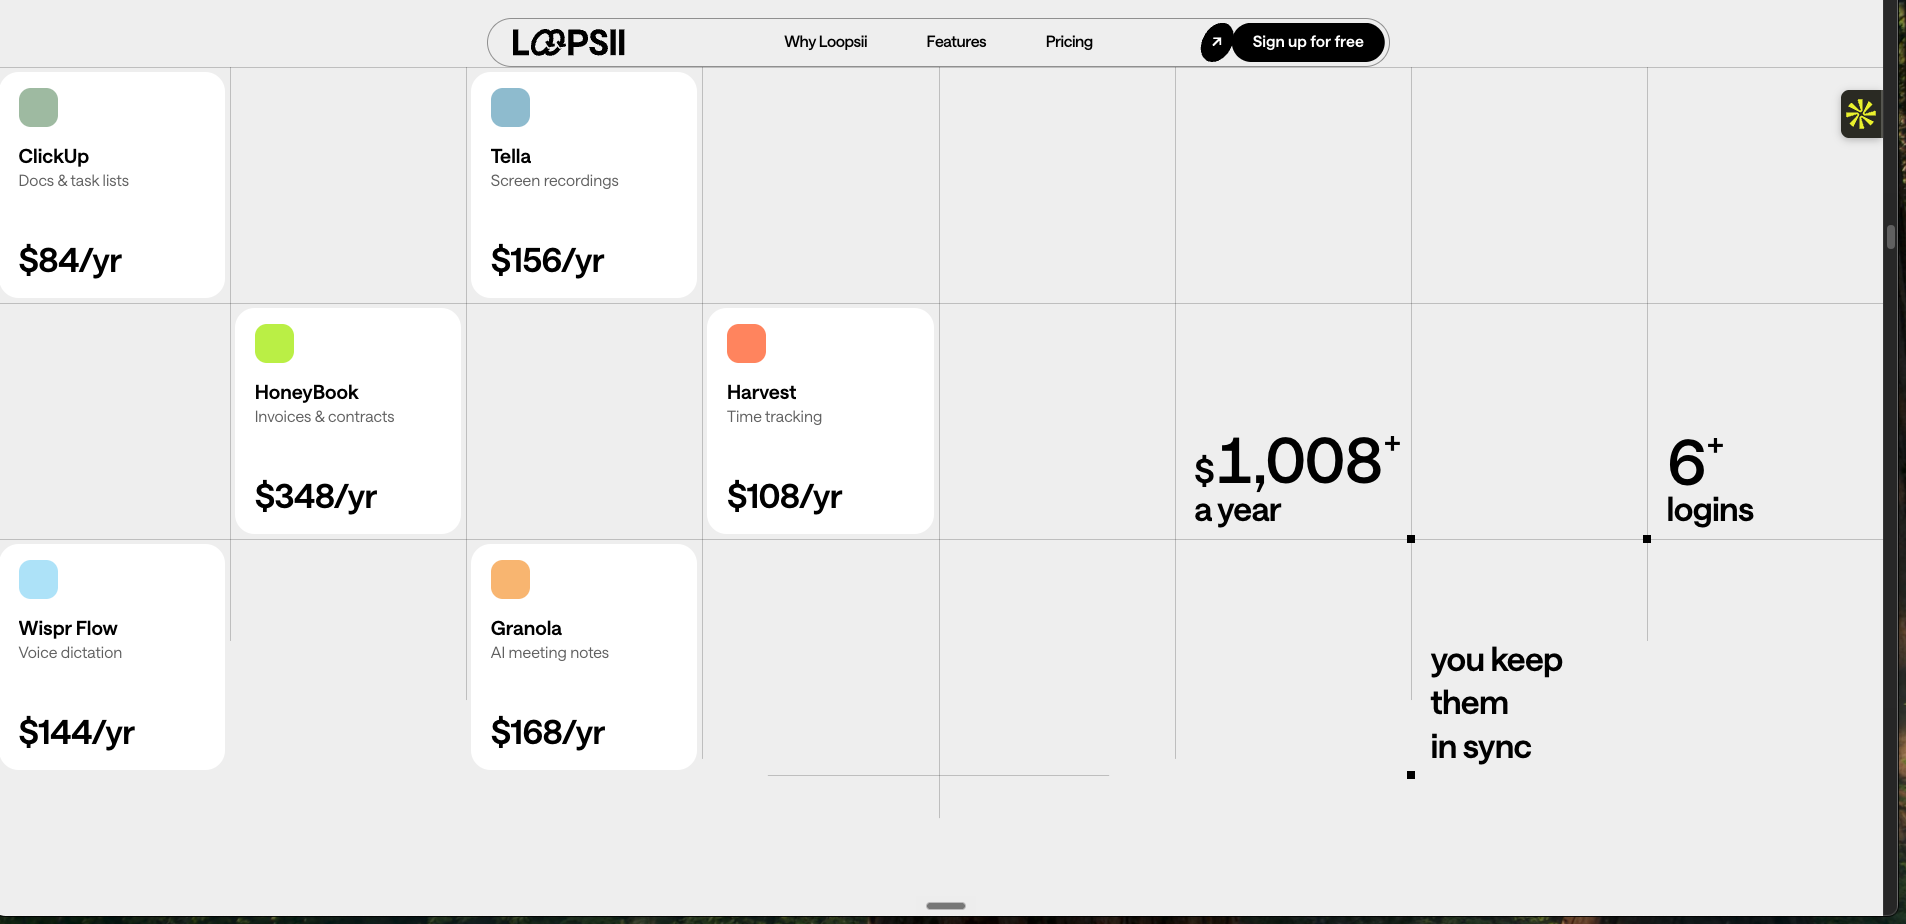 LOOPSII
Why Loopsii
Features
Pricing
Sign up for free
ClickUp
Docs & task lists
$84/yr
Tella
Screen recordings
$156/yr
HoneyBook
Invoices & contracts
$348/yr
Harvest
Time tracking
$108/yr
$1,008+
a year
6+
logins
Wispr Flow
Voice dictation
$144/yr
Granola
AI meeting notes
$168/yr
you keep
them
in sync